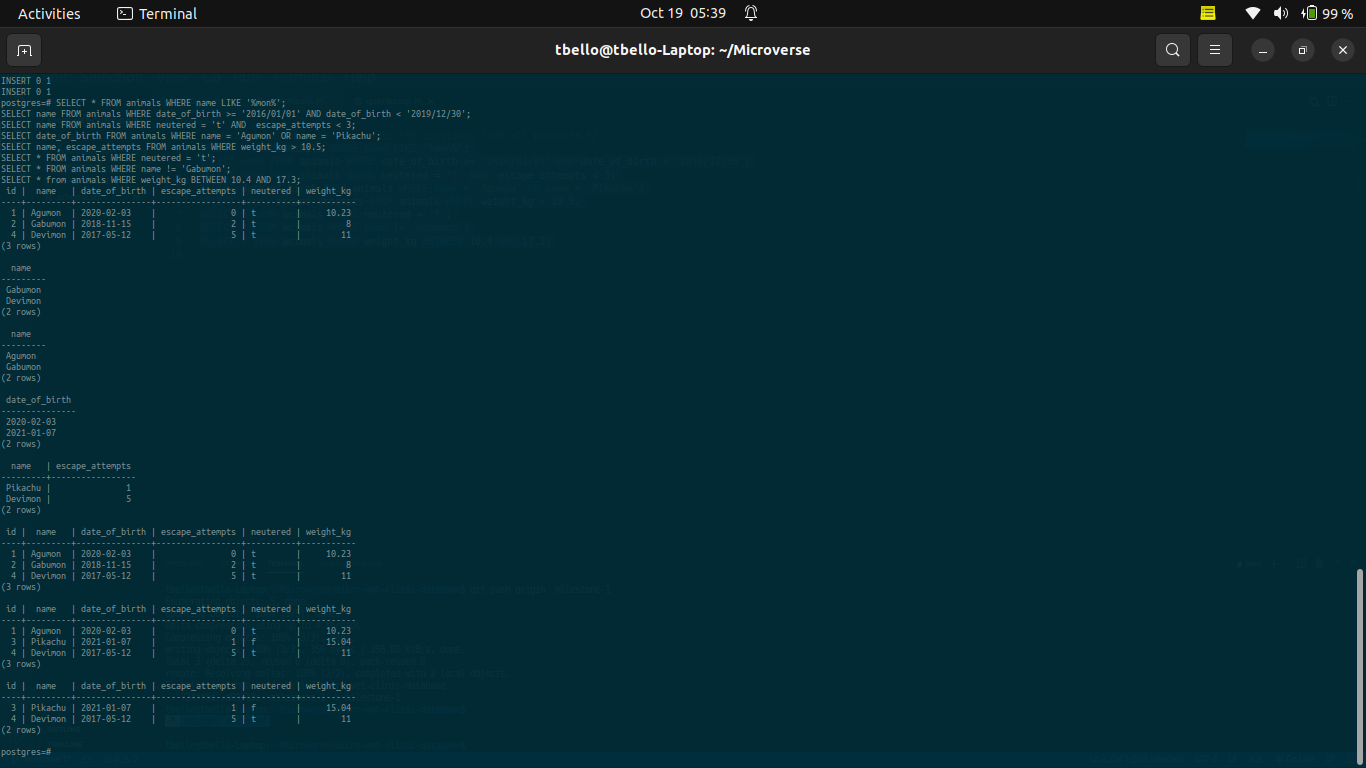 Activities Terminal Oct 19 05:39 99 %
tbello@tbello-Laptop: ~/Microverse
INSERT 0 1
INSERT 0 1
postgres=# SELECT * FROM animals WHERE name LIKE '%mon%';
SELECT name FROM animals WHERE date_of_birth >= '2016/01/01' AND date_of_birth < '2019/12/30';
SELECT name FROM animals WHERE neutered = 't' AND  escape_attempts < 3;
SELECT date_of_birth FROM animals WHERE name = 'Agumon' OR name = 'Pikachu';
SELECT name, escape_attempts FROM animals WHERE weight_kg > 10.5;
SELECT * FROM animals WHERE neutered = 't';
SELECT * FROM animals WHERE name != 'Gabumon';
SELECT * from animals WHERE weight_kg BETWEEN 10.4 AND 17.3;
 id |  name   | date_of_birth | escape_attempts | neutered | weight_kg
----+---------+---------------+-----------------+----------+-----------
  1 | Agumon  | 2020-02-03    |               0 | t        |     10.23
  2 | Gabumon | 2018-11-15    |               2 | t        |         8
  4 | Devimon | 2017-05-12    |               5 | t        |        11
(3 rows)
  name
---------
 Gabumon
 Devimon
(2 rows)
  name
---------
 Agumon
 Gabumon
(2 rows)
 date_of_birth
---------------
 2020-02-03
 2021-01-07
(2 rows)
  name   | escape_attempts
---------+-----------------
 Pikachu |               1
 Devimon |               5
(2 rows)
 id |  name   | date_of_birth | escape_attempts | neutered | weight_kg
----+---------+---------------+-----------------+----------+-----------
  1 | Agumon  | 2020-02-03    |               0 | t        |     10.23
  2 | Gabumon | 2018-11-15    |               2 | t        |         8
  4 | Devimon | 2017-05-12    |               5 | t        |        11
(3 rows)
 id |  name   | date_of_birth | escape_attempts | neutered | weight_kg
----+---------+---------------+-----------------+----------+-----------
  1 | Agumon  | 2020-02-03    |               0 | t        |     10.23
  3 | Pikachu | 2021-01-07    |               1 | f        |     15.04
  4 | Devimon | 2017-05-12    |               5 | t        |        11
(3 rows)
 id |  name   | date_of_birth | escape_attempts | neutered | weight_kg
----+---------+---------------+-----------------+----------+-----------
  3 | Pikachu | 2021-01-07    |               1 | f        |     15.04
  4 | Devimon | 2017-05-12    |               5 | t        |        11
(2 rows)
postgres=#